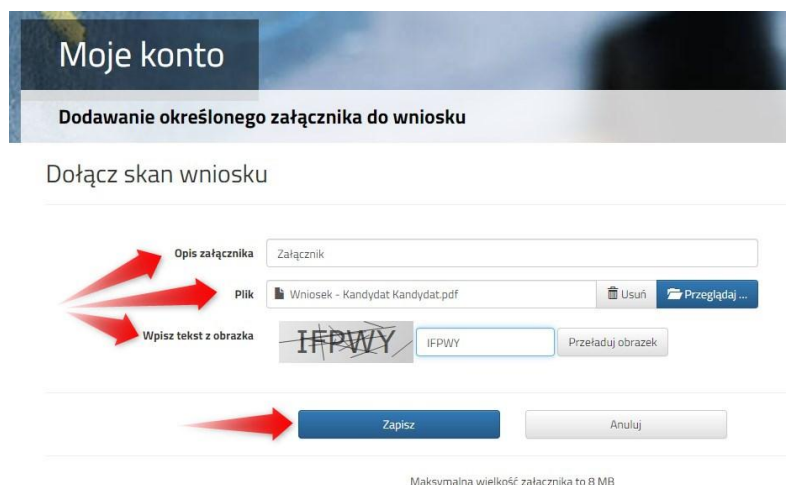 Moje konto
Dodawanie określonego załącznika do wniosku
Dołącz skan wniosku
Opis załącznika Załącznik
Plik Wniosek - Kandydat Kandydat.pdf Usuń Przeglądaj ...
Wpisz tekst z obrazka IFPWY IFPWY Przeładuj obrazek
Zapisz Anuluj
Maksymalna wielkość załącznika to 8 MB